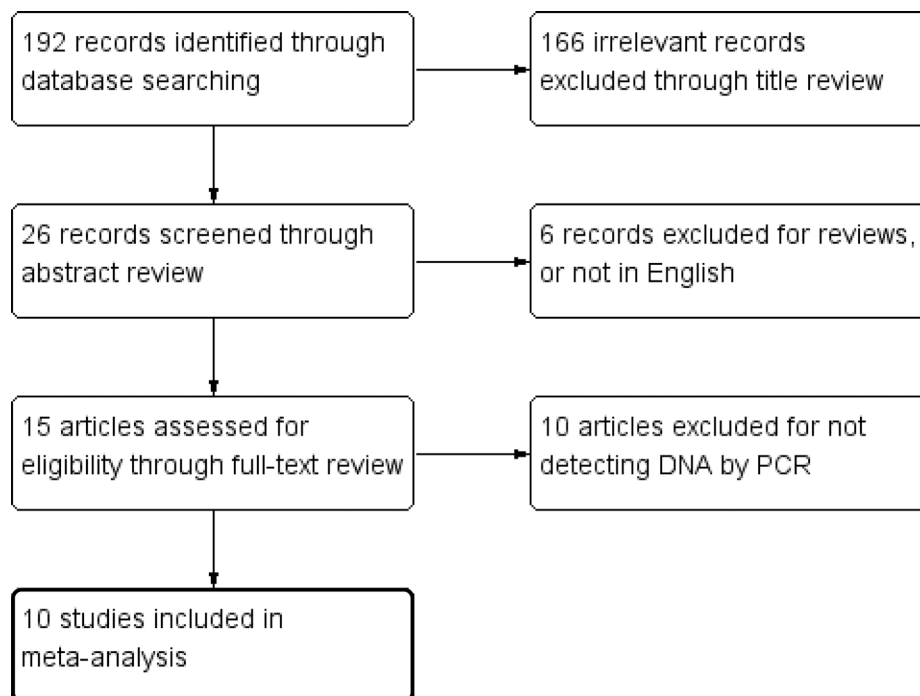 192 records identified through
database searching
166 irrelevant records
excluded through title review
26 records screened through
abstract review
6 records excluded for reviews,
or not in English
15 articles assessed for
eligibility through full-text review
10 articles excluded for not
detecting DNA by PCR
10 studies included in
meta-analysis